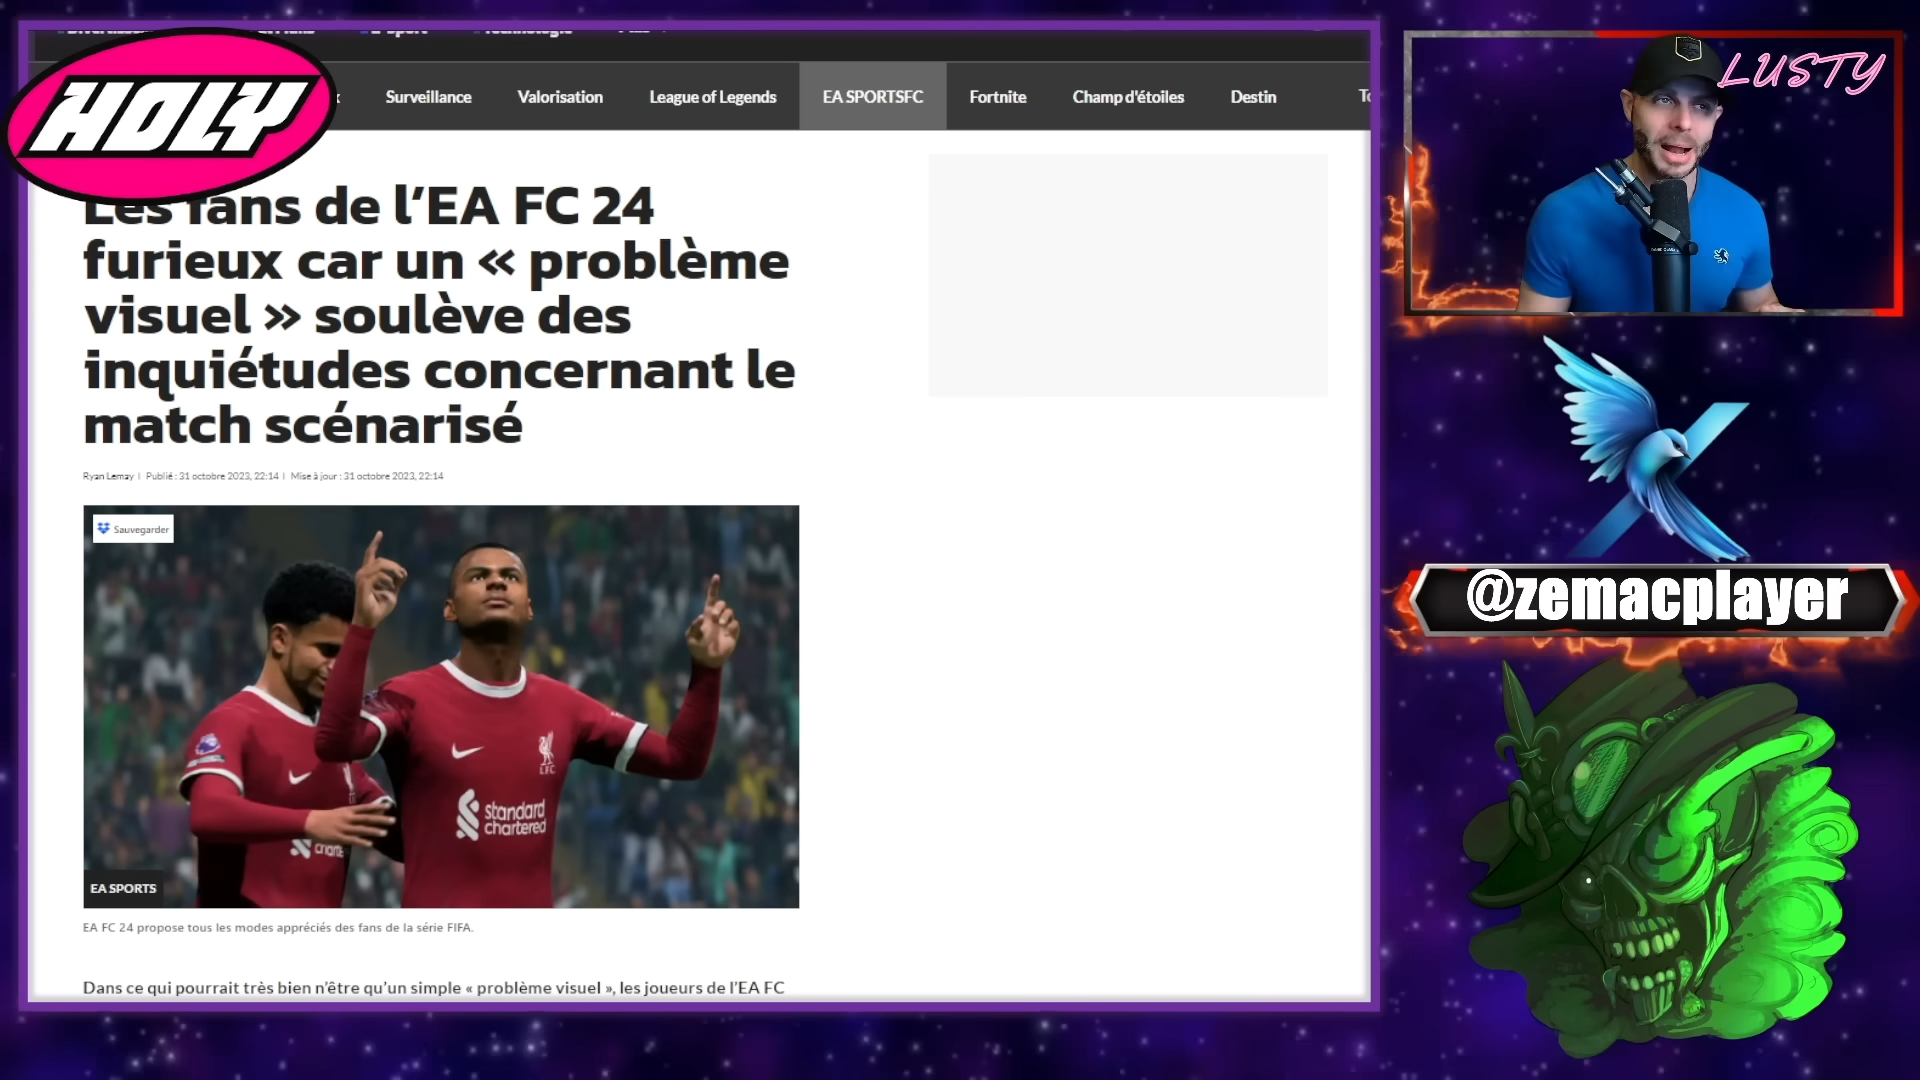 HOLY
Surveillance
Valorisation
League of Legends
EA SPORTSFC
Fortnite
Champ d'étoiles
Destin
Les fans de l'EA FC 24
furieux car un « problème
visuel » soulève des
inquiétudes concernant le
match scénarisé
Ryan Lemay | Publié : 31 octobre 2023, 22:14 | Mise à jour : 31 octobre 2023, 22:14
Sauvegarder
standard
chartered
L.F.C.
EA SPORTS
EA FC 24 propose tous les modes appréciés des fans de la série FIFA.
Dans ce qui pourrait très bien n'être qu'un simple « problème visuel », les joueurs de l'EA FC
LUSTY
@zemacplayer